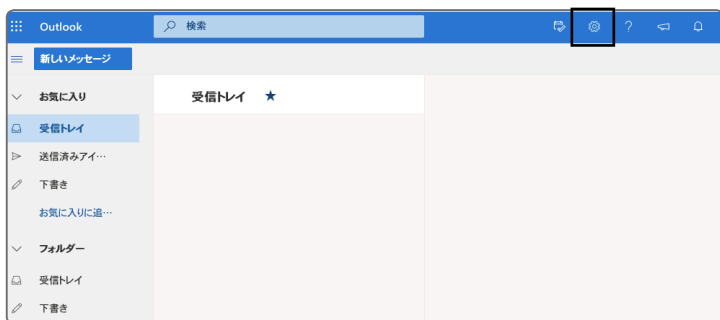 Outlook
検索
新しいメッセージ
お気に入り
受信トレイ ★
受信トレイ
送信済みアイ…
下書き
お気に入りに追…
フォルダー
受信トレイ
下書き